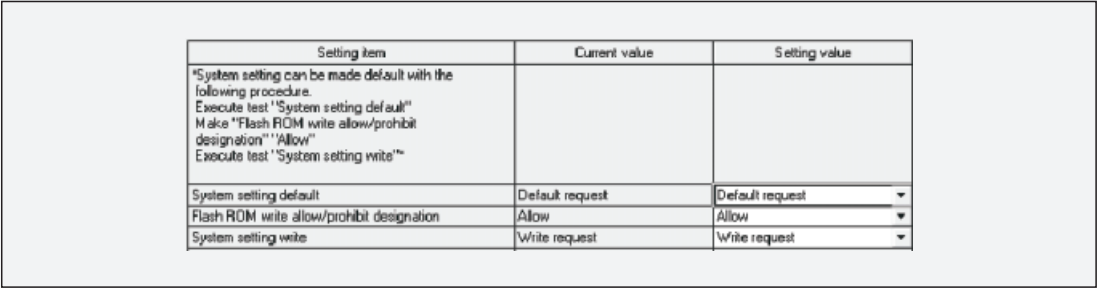 Setting item Current value Setting value
"System setting can be made default with the
following procedure.
Execute test "System setting default"
Make "Flash ROM write allow/prohibit
designation" "Allow"
Execute test "System setting write""
System setting default Default request Default request
Flash ROM write allow/prohibit designation Allow Allow
System setting write Write request Write request